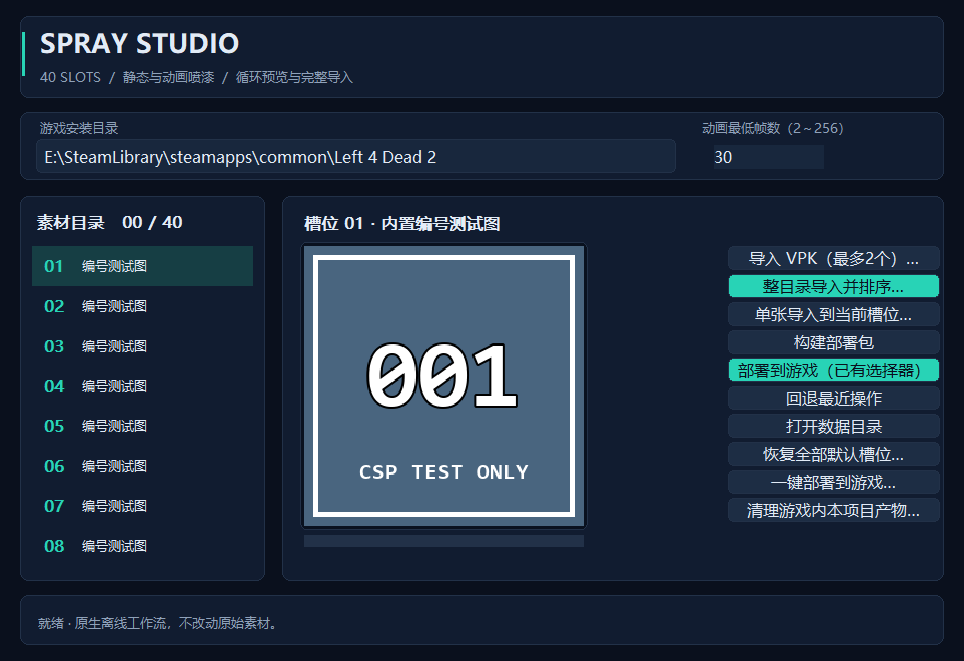 SPRAY STUDIO
40 SLOTS / 静态与动画喷漆 / 循环预览与完整导入
游戏安装目录
动画最低帧数（2～256）
E:\SteamLibrary\steamapps\common\Left 4 Dead 2
30
素材目录 00 / 40
01 编号测试图
02 编号测试图
03 编号测试图
04 编号测试图
05 编号测试图
06 编号测试图
07 编号测试图
08 编号测试图
槽位 01 · 内置编号测试图
001
CSP TEST ONLY
导入 VPK（最多2个）...
整目录导入并排序...
单张导入到当前槽位...
构建部署包
部署到游戏（已有选择器）
回退最近操作
打开数据目录
恢复全部默认槽位...
一键部署到游戏...
清理游戏内本项目产物...
就绪 · 原生离线工作流，不改动原始素材。